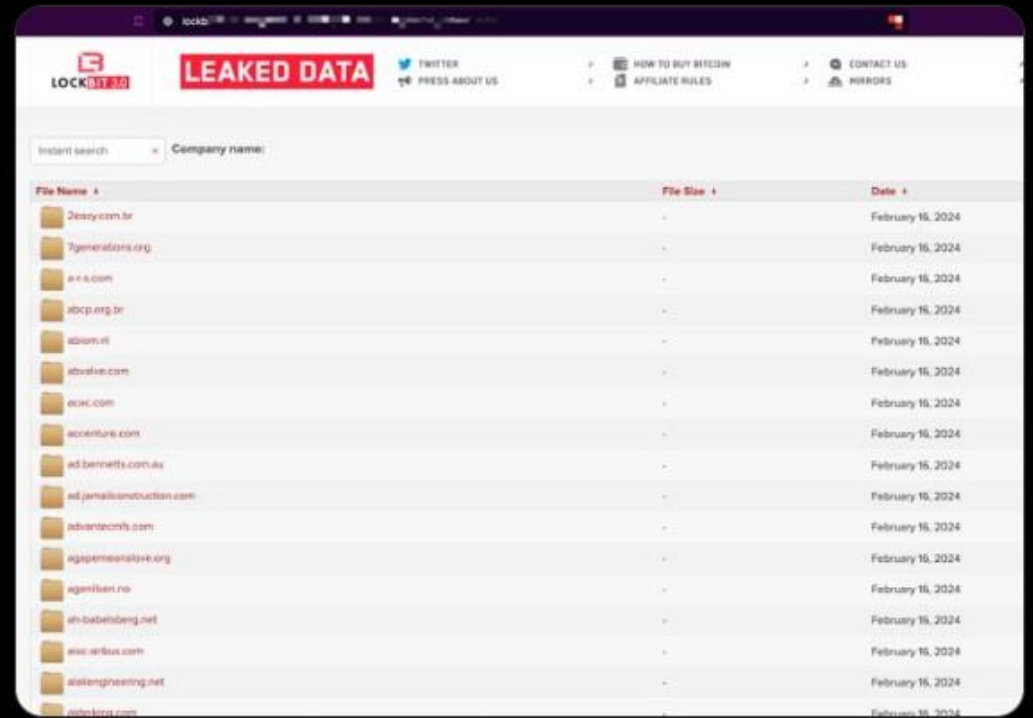 LOCKBIT 3.0
LEAKED DATA
TWITTER
PRESS ABOUT US
HOW TO BUY BITCOIN
AFFILIATE RULES
CONTACT US
MIRRORS
Instant search
Company name:
File Name File Size Date
2easy.com.br - February 16, 2024
7generations.org - February 16, 2024
a-r-s.com - February 16, 2024
abcp.org.br - February 16, 2024
abiom.nl - February 16, 2024
abvalve.com - February 16, 2024
- February 16, 2024
accenture.com - February 16, 2024
ad.bennetts.com.au - February 16, 2024
ad.jamailconstruction.com - February 16, 2024
advantecmfs.com - February 16, 2024
agapemeanslove.org - February 16, 2024
agenilsen.no - February 16, 2024
ah-babelsberg.net - February 16, 2024
- February 16, 2024
- February 16, 2024
February 16, 2024